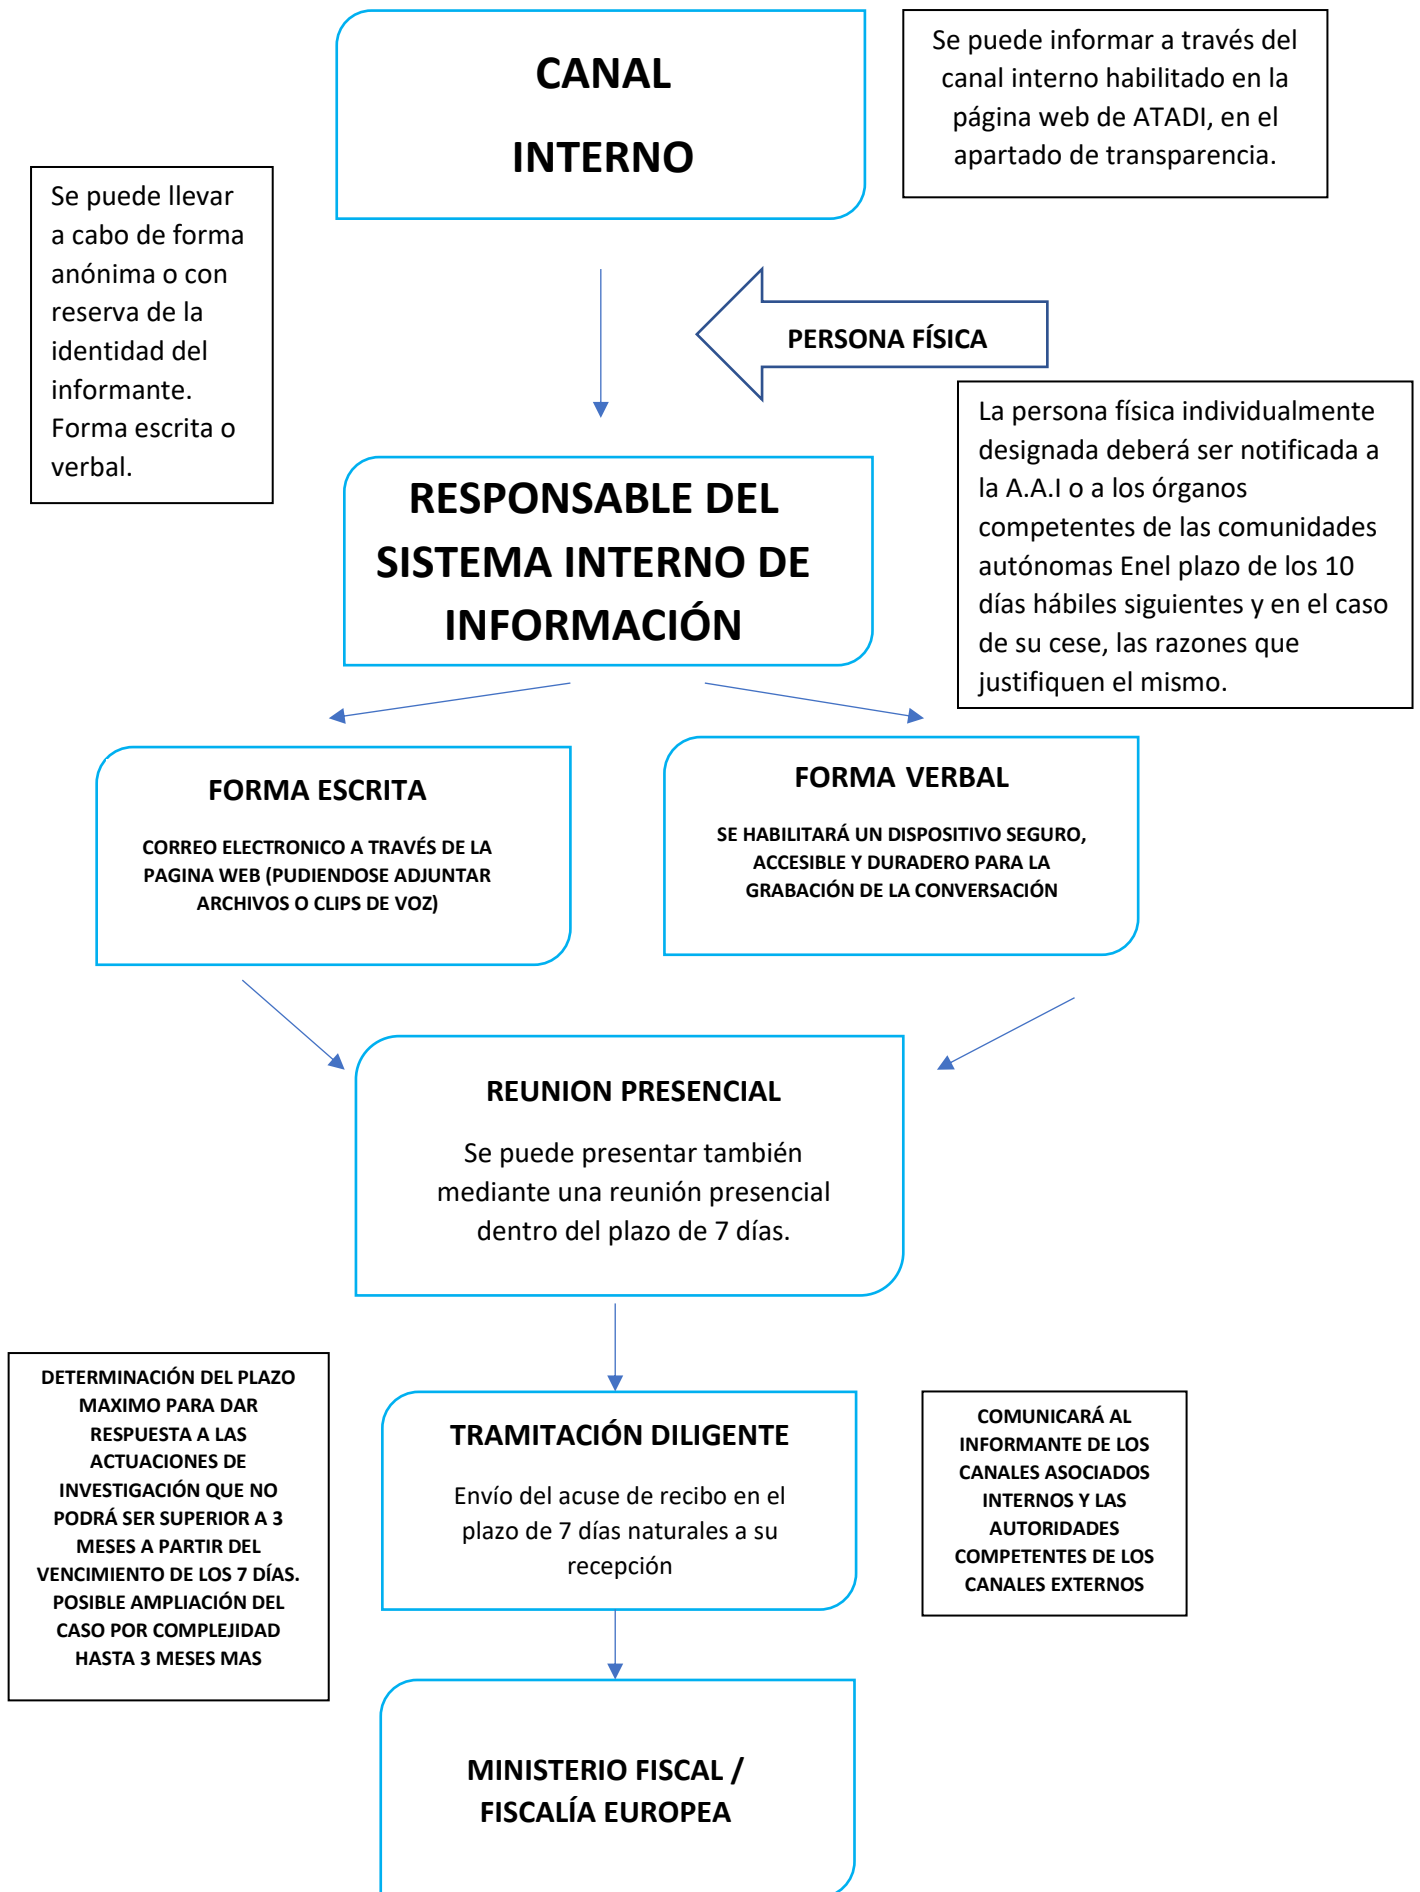 CANAL
INTERNO
Se puede informar a través del
canal interno habilitado en la
página web de ATADI, en el
apartado de transparencia.
Se puede llevar
a cabo de forma
anónima o con
reserva de la
identidad del
informante.
Forma escrita o
verbal.
PERSONA FÍSICA
La persona física individualmente
designada deberá ser notificada a
la A.A.I o a los órganos
competentes de las comunidades
autónomas Enel plazo de los 10
días hábiles siguientes y en el caso
de su cese, las razones que
justifiquen el mismo.
RESPONSABLE DEL
SISTEMA INTERNO DE
INFORMACIÓN
FORMA ESCRITA
CORREO ELECTRONICO A TRAVÉS DE LA
PAGINA WEB (PUDIENDOSE ADJUNTAR
ARCHIVOS O CLIPS DE VOZ)
FORMA VERBAL
SE HABILITARÁ UN DISPOSITIVO SEGURO,
ACCESIBLE Y DURADERO PARA LA
GRABACIÓN DE LA CONVERSACIÓN
REUNION PRESENCIAL
Se puede presentar también
mediante una reunión presencial
dentro del plazo de 7 días.
DETERMINACIÓN DEL PLAZO
MAXIMO PARA DAR
RESPUESTA A LAS
ACTUACIONES DE
INVESTIGACIÓN QUE NO
PODRÁ SER SUPERIOR A 3
MESES A PARTIR DEL
VENCIMIENTO DE LOS 7 DÍAS.
POSIBLE AMPLIACIÓN DEL
CASO POR COMPLEJIDAD
HASTA 3 MESES MAS
TRAMITACIÓN DILIGENTE
Envío del acuse de recibo en el
plazo de 7 días naturales a su
recepción
COMUNICARÁ AL
INFORMANTE DE LOS
CANALES ASOCIADOS
INTERNOS Y LAS
AUTORIDADES
COMPETENTES DE LOS
CANALES EXTERNOS
MINISTERIO FISCAL /
FISCALÍA EUROPEA